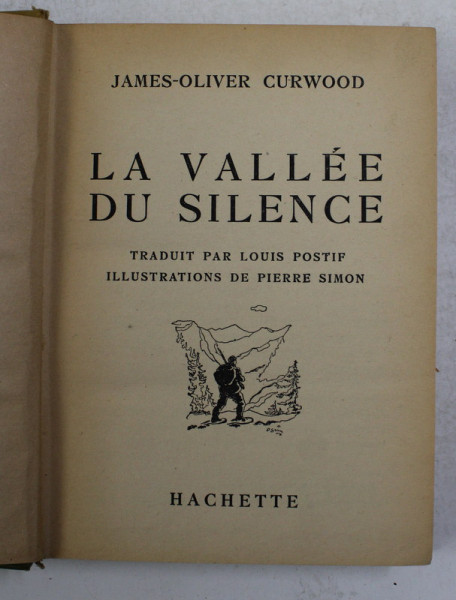 JAMES-OLIVER CURWOOD
LA VALLÉE
DU SILENCE
TRADUIT PAR LOUIS POSTIF
ILLUSTRATIONS DE PIERRE SIMON
HACHETTE